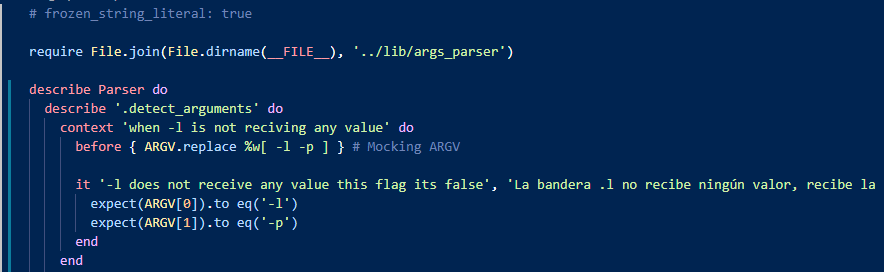 # frozen_string_literal: true
require File.join(File.dirname(__FILE__), '../lib/args_parser')
describe Parser do
describe '.detect_arguments' do
context 'when -l is not reciving any value' do
before { ARGV.replace %w[ -l -p ] } # Mocking ARGV
it '-l does not receive any value this flag its false', 'La bandera .l no recibe ningún valor, recibe la
expect(ARGV[0]).to eq('-l')
expect(ARGV[1]).to eq('-p')
end
end